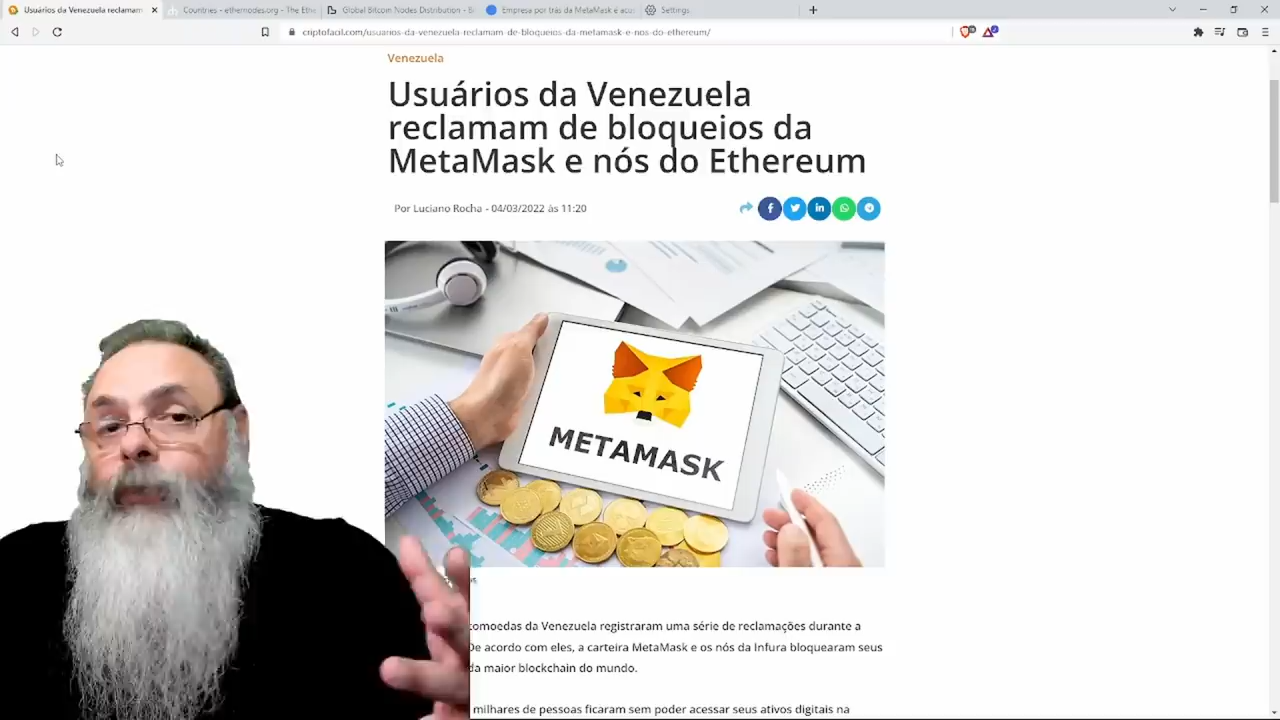 Usuários da Venezuela reclamam
Countries - ethernodes.org - The Ethe
Global Bitcoin Nodes Distribution - B
Empresa por trás da MetaMask é acus
Settings
criptofacil.com/usuarios-da-venezuela-reclamam-de-bloqueios-da-metamask-e-nos-do-ethereum/
Venezuela
Usuários da Venezuela
reclamam de bloqueios da
MetaMask e nós do Ethereum
Por Luciano Rocha - 04/03/2022 às 11:20
METAMASK
comoedas da Venezuela registraram uma série de reclamações durante a
De acordo com eles, a carteira MetaMask e os nós da Infura bloquearam seus
da maior blockchain do mundo.
milhares de pessoas ficaram sem poder acessar seus ativos digitais na